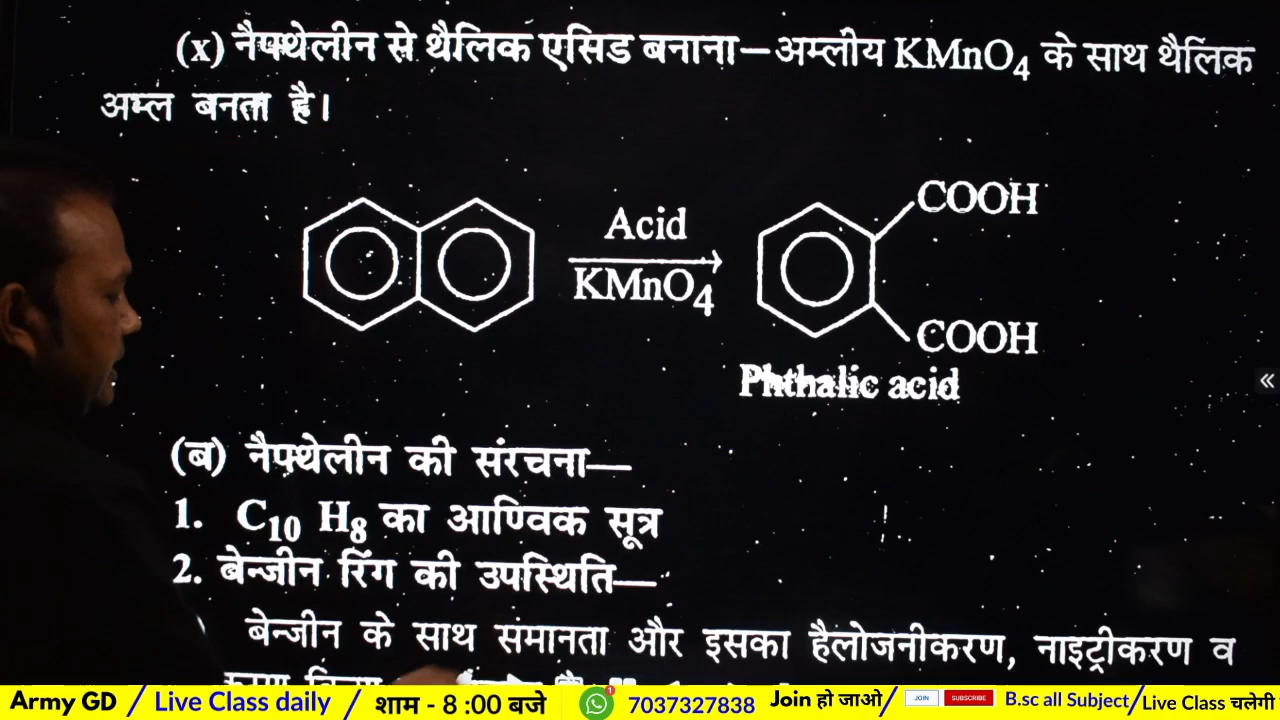 (x) नैफ्थेलीन से थैलिक एसिड बनाना—अम्लीय KMnO4 के साथ थैलिक
अम्ल बनता है।
Acid
KMnO4
COOH
COOH
Phthalic acid
(ब) नैफ्थेलीन की संरचना—
1. C10 H8 का आण्विक सूत्र
2. बेन्जीन रिंग की उपस्थिति—
बेन्जीन के साथ समानता और इसका हैलोजनीकरण, नाइट्रीकरण व
Army GD / Live Class daily / शाम - 8 :00 बजे 1 7037327838 Join हो जाओ/ JOIN SUBSCRIBE B.sc all Subject/Live Class चलेगी